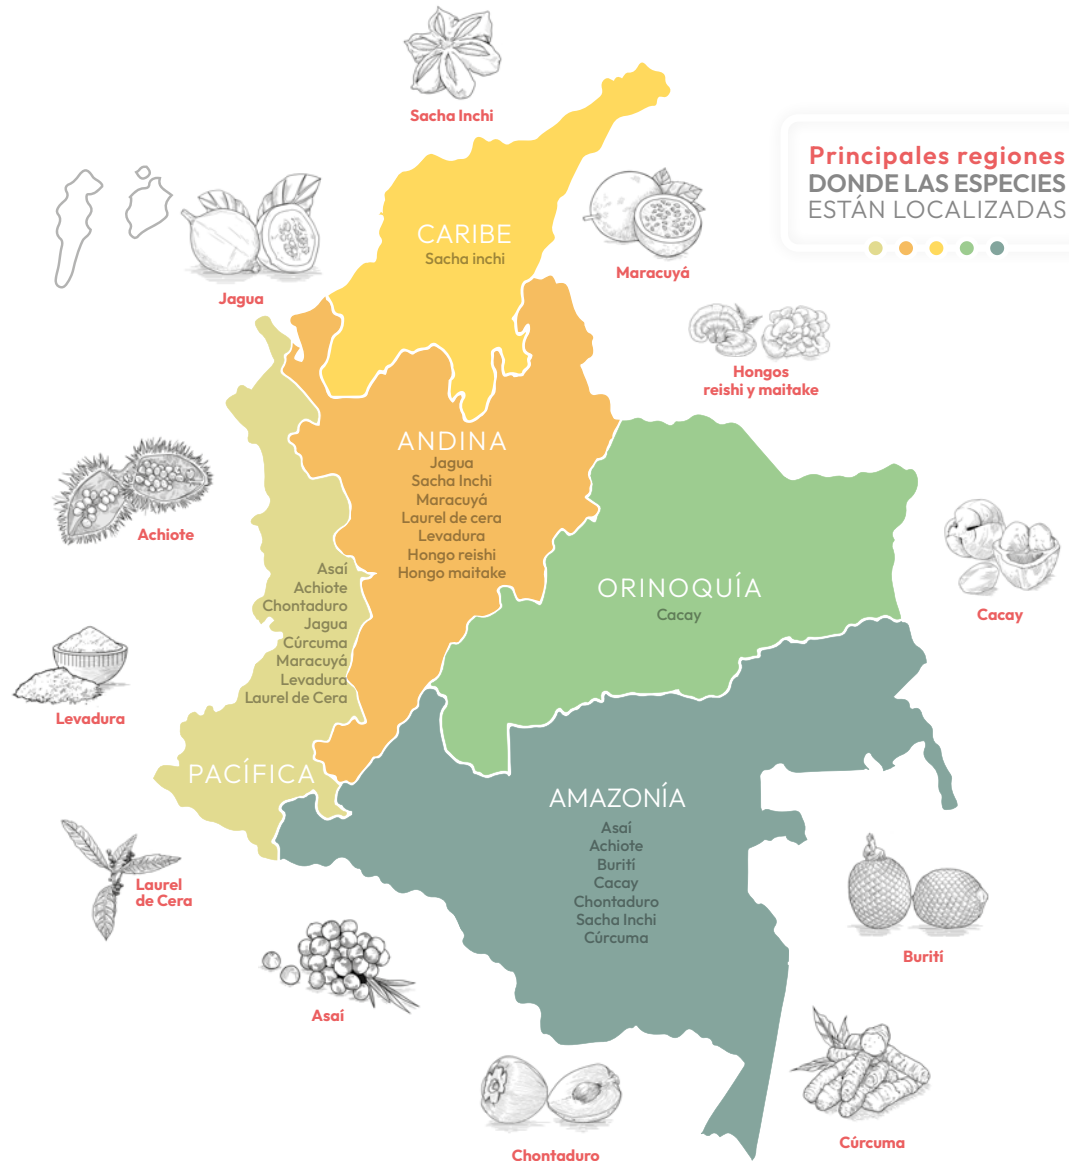 Sacha Inchi
Principales regiones
DONDE LAS ESPECIES
ESTÁN LOCALIZADAS
CARIBE
Sacha inchi
Maracuyá
Jagua
Hongos
reishi y maitake
ANDINA
Jagua
Sacha Inchi
Maracuyá
Laurel de cera
Levadura
Hongo reishi
Hongo maitake
Achiote
Asaí
Achiote
Chontaduro
Jagua
Cúrcuma
Maracuyá
Levadura
Laurel de Cera
PACÍFICA
ORINOQUÍA
Cacay
Cacay
Levadura
AMAZONÍA
Asaí
Achiote
Burití
Cacay
Chontaduro
Sacha Inchi
Cúrcuma
Laurel
de Cera
Burití
Asaí
Cúrcuma
Chontaduro